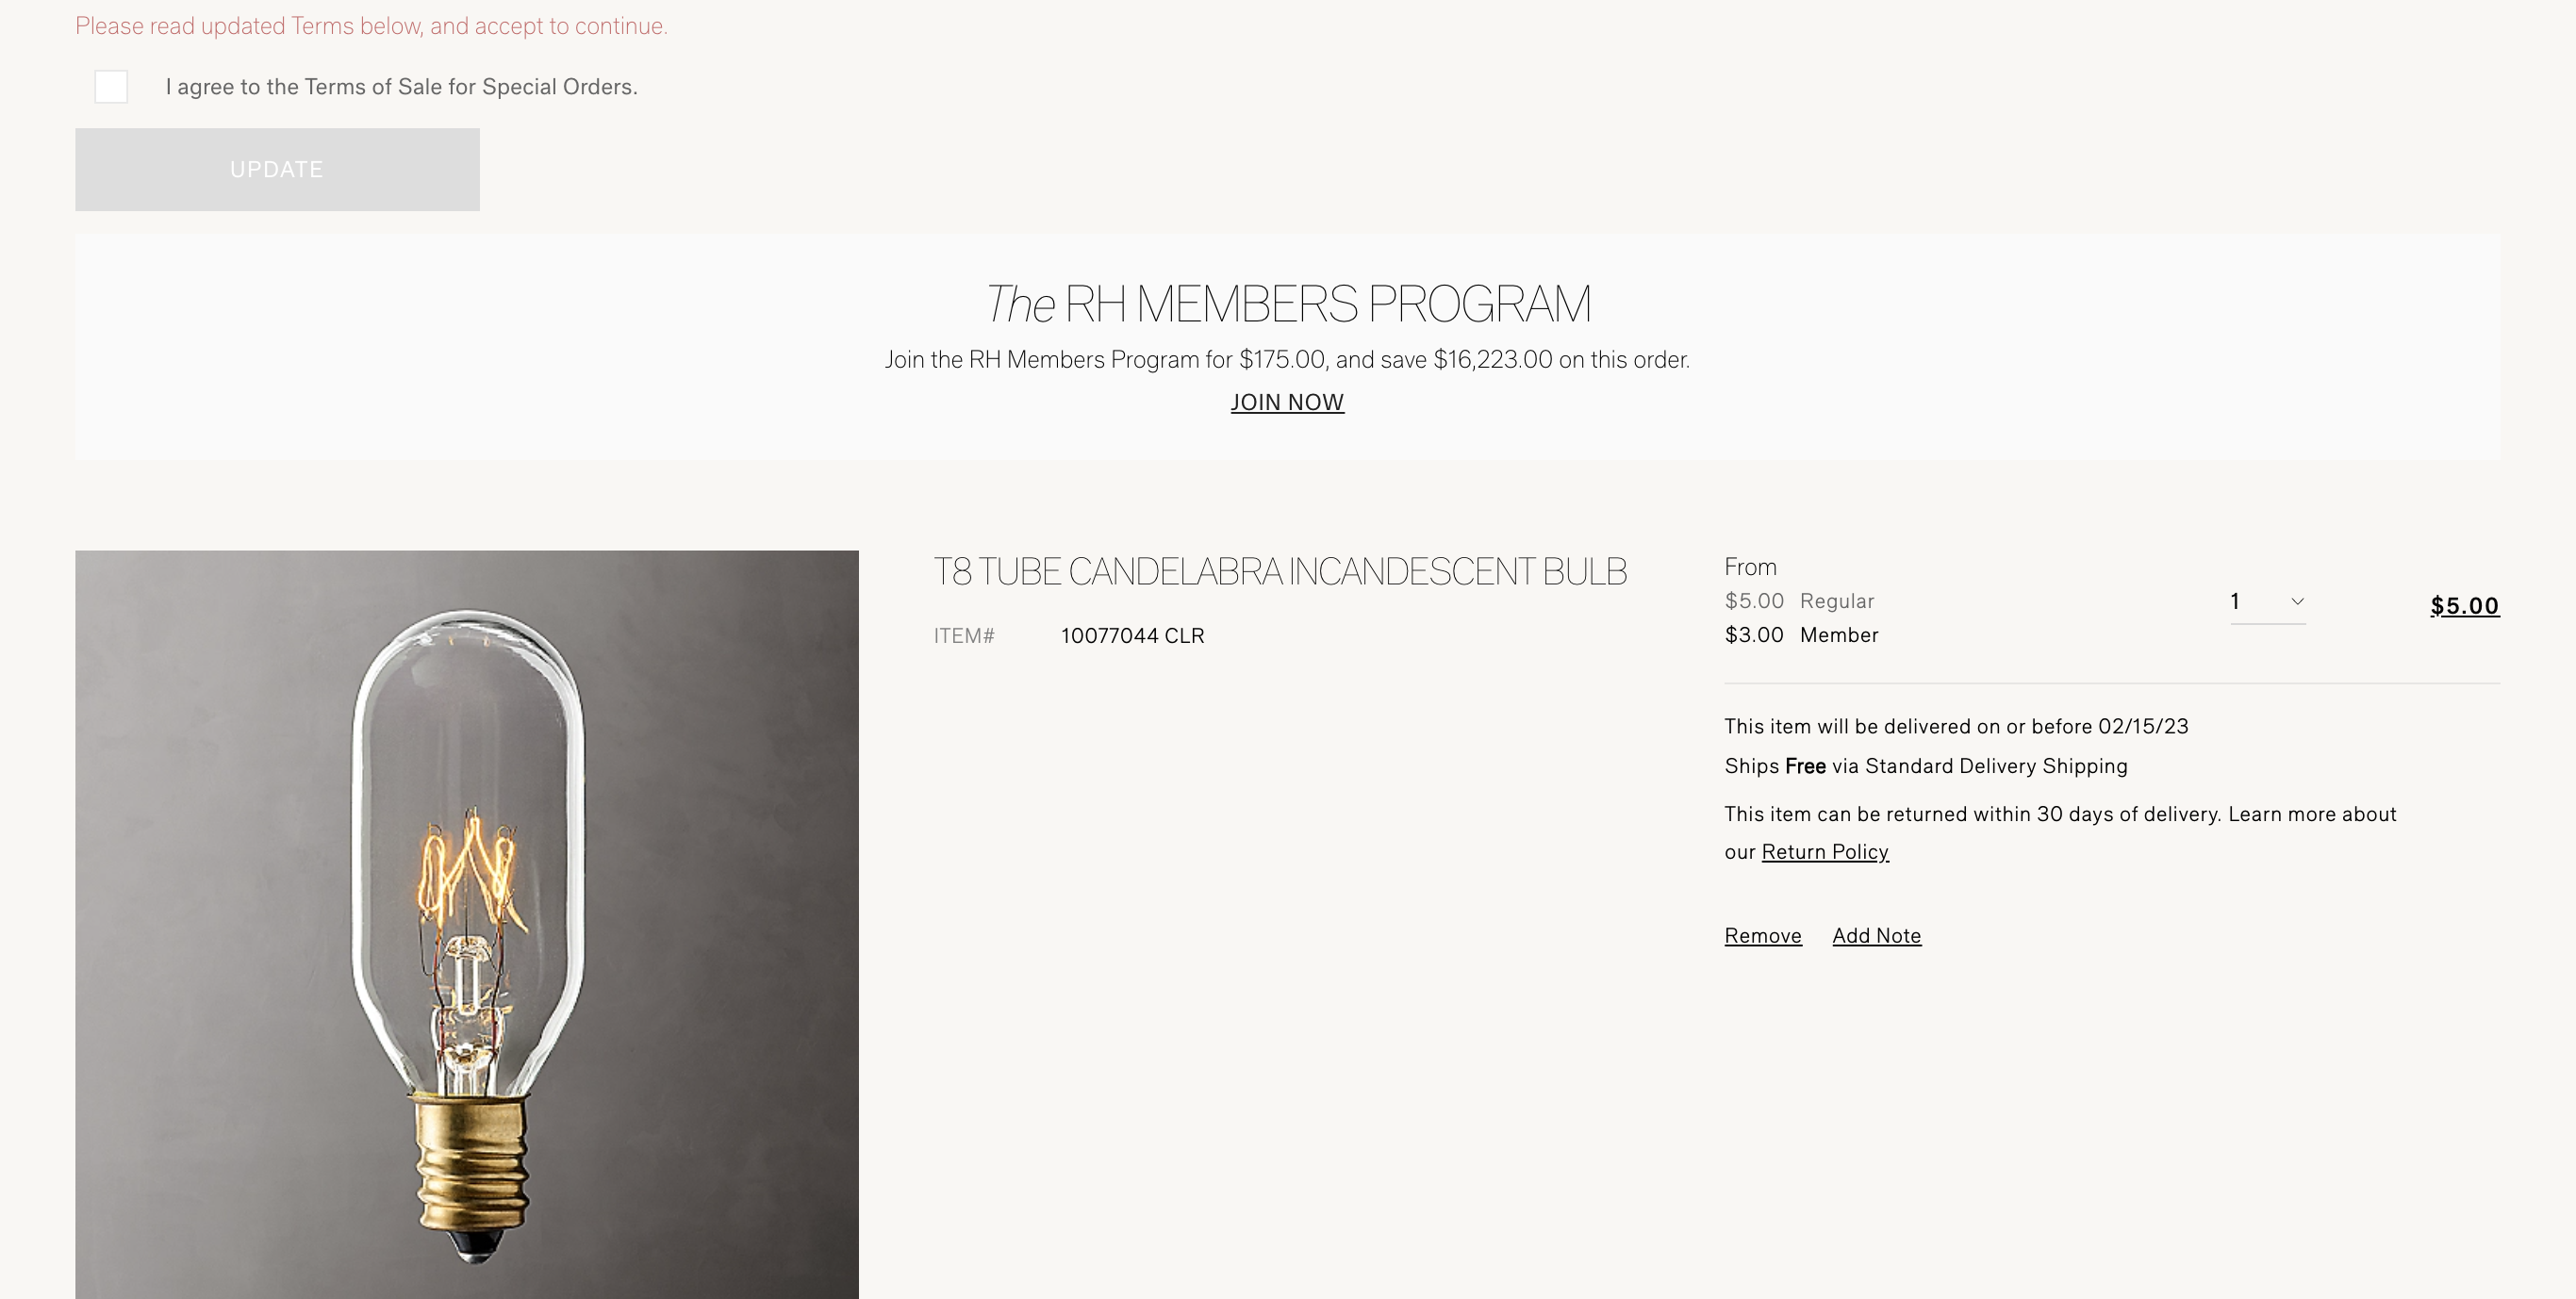 Please read updated Terms below, and accept to continue.
I agree to the Terms of Sale for Special Orders.
UPDATE
The RH MEMBERS PROGRAM
Join the RH Members Program for $175.00, and save $16,223.00 on this order.
JOIN NOW
T8 TUBE CANDELABRA INCANDESCENT BULB
ITEM# 10077044 CLR
From
$5.00 Regular
$3.00 Member
1
$5.00
This item will be delivered on or before 02/15/23
Ships Free via Standard Delivery Shipping
This item can be returned within 30 days of delivery. Learn more about
our Return Policy
Remove Add Note